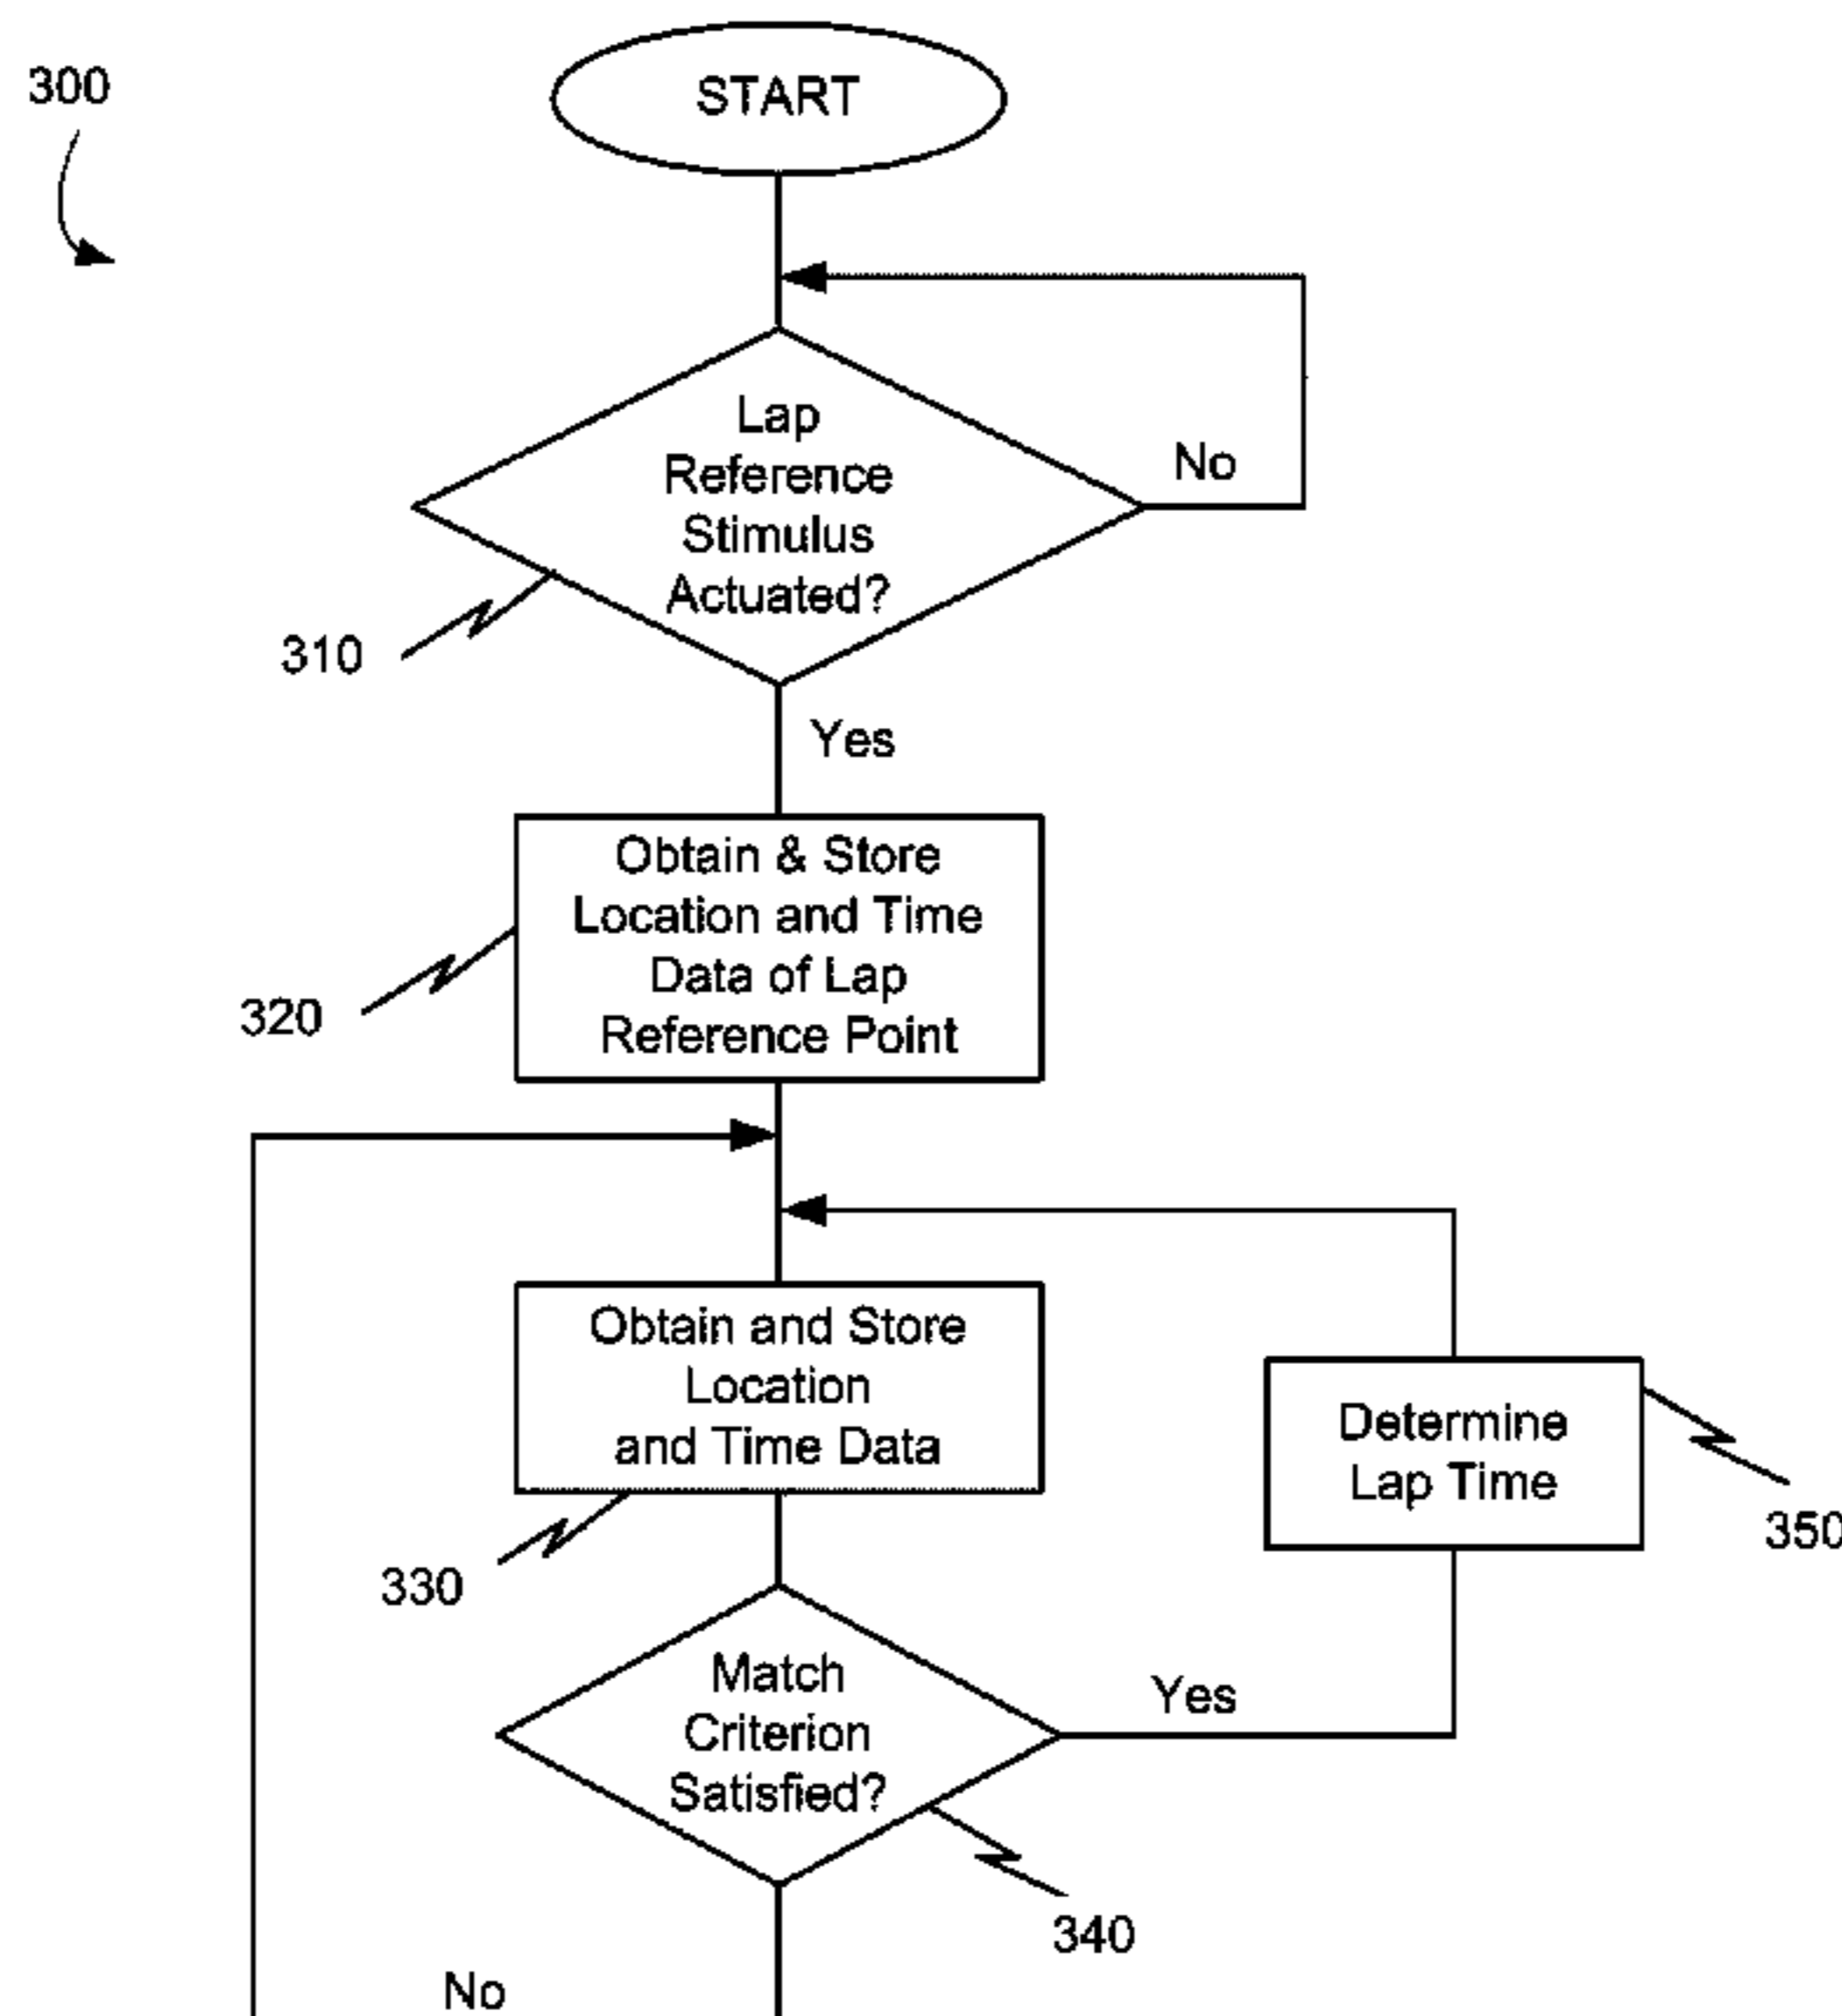 300
START
Lap
Reference
Stimulus
Actuated?
No
310
Yes
Obtain & Store
Location and Time
Data of Lap
Reference Point
320
Obtain and Store
Location
and Time Data
330
Determine
Lap Time
350
Match
Criterion
Satisfied?
Yes
340
No